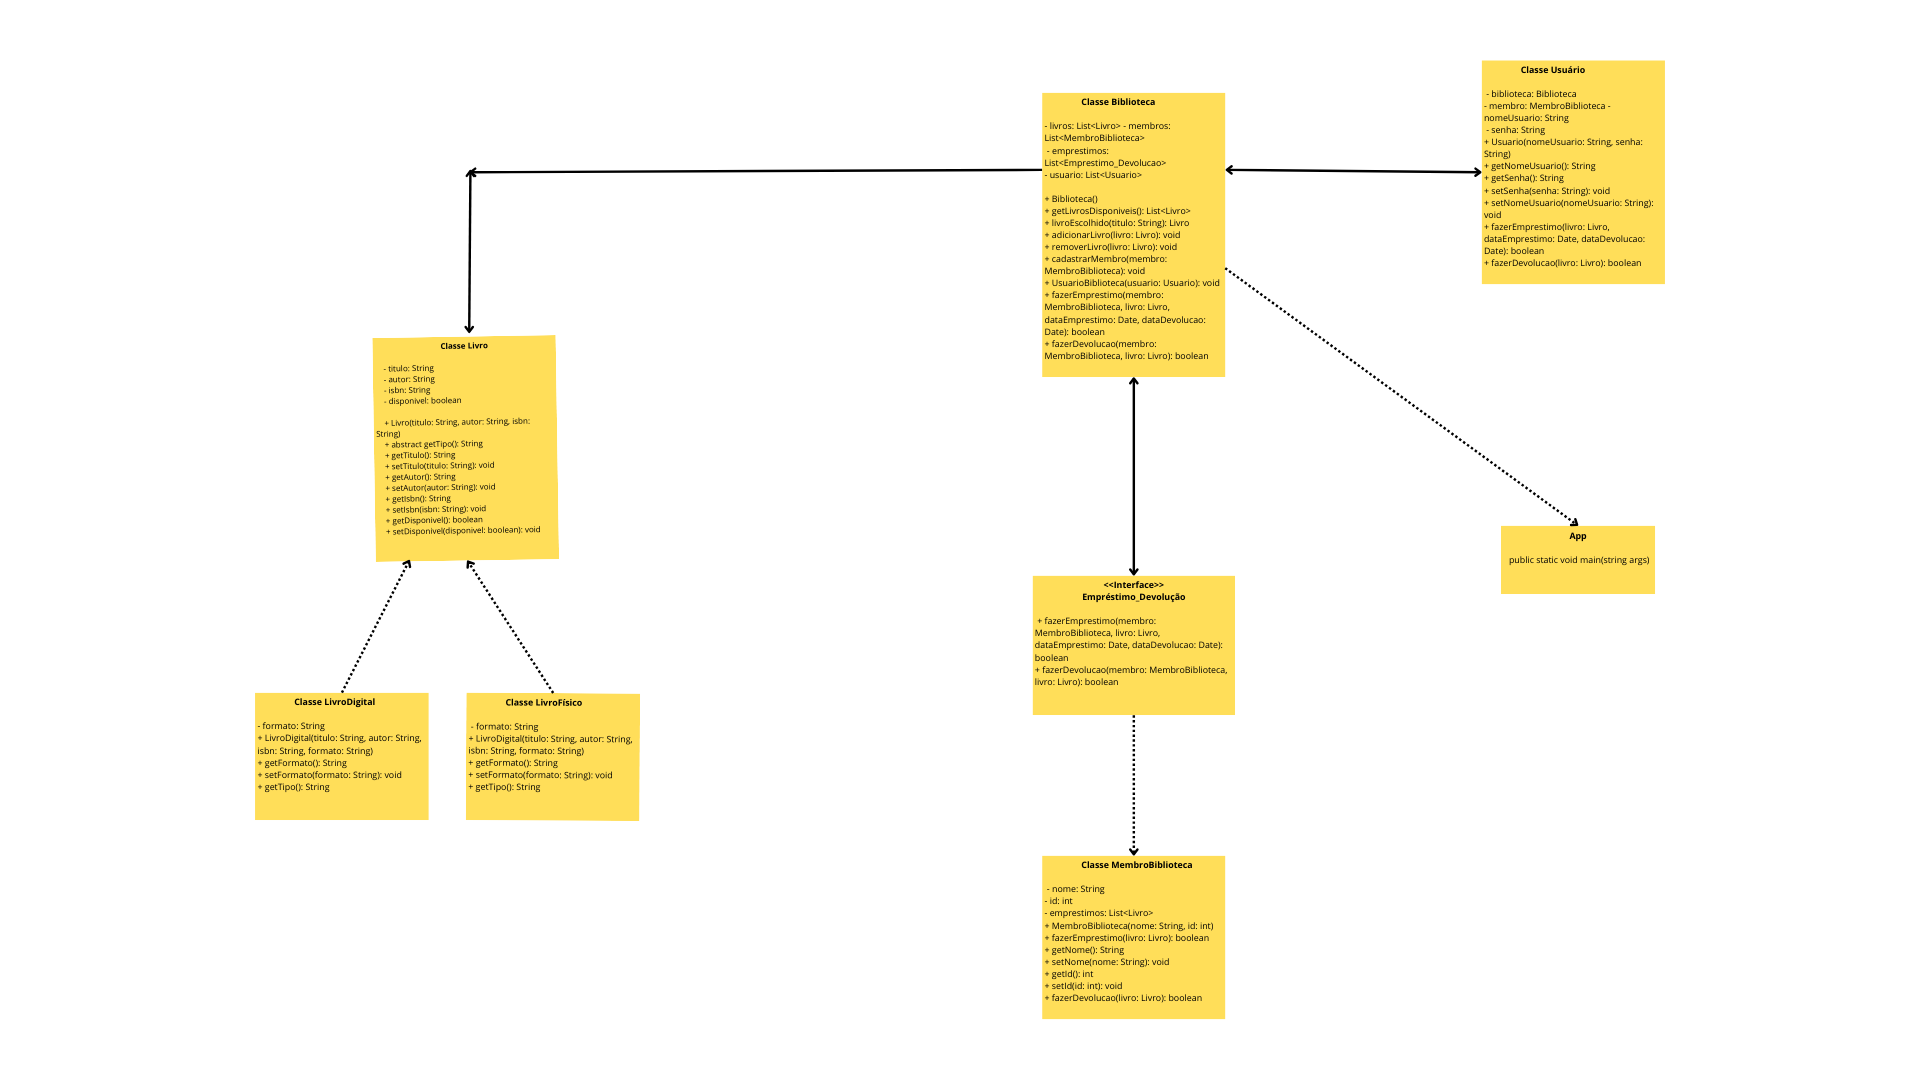 Classe Usuário
- biblioteca: Biblioteca
- membro: MembroBiblioteca -
nomeUsuario: String
- senha: String
+ Usuario(nomeUsuario: String, senha:
String)
+ getNomeUsuario(): String
+ getSenha(): String
+ setSenha(senha: String): void
+ setNomeUsuario(nomeUsuario: String):
void
+ fazerEmprestimo(livro: Livro,
dataEmprestimo: Date, dataDevolucao:
Date): boolean
+ fazerDevolucao(livro: Livro): boolean
Classe Biblioteca
- livros: List<Livro> - membros:
List<MembroBiblioteca>
- emprestimos:
List<Emprestimo_Devolucao>
- usuario: List<Usuario>
+ Biblioteca()
+ getLivrosDisponiveis(): List<Livro>
+ livroEscolhido(titulo: String): Livro
+ adicionarLivro(livro: Livro): void
+ removerLivro(livro: Livro): void
+ cadastrarMembro(membro:
MembroBiblioteca): void
+ UsuarioBiblioteca(usuario: Usuario): void
+ fazerEmprestimo(membro:
MembroBiblioteca, livro: Livro,
dataEmprestimo: Date, dataDevolucao:
Date): boolean
+ fazerDevolucao(membro:
MembroBiblioteca, livro: Livro): boolean
Classe Livro
- titulo: String
- autor: String
- isbn: String
- disponivel: boolean
+ Livro(titulo: String, autor: String, isbn:
String)
+ abstract getTipo(): String
+ getTitulo(): String
+ setTitulo(titulo: String): void
+ getAutor(): String
+ setAutor(autor: String): void
+ getIsbn(): String
+ setIsbn(isbn: String): void
+ getDisponivel(): boolean
+ setDisponivel(disponivel: boolean): void
App
public static void main(string args)
<<Interface>>
Empréstimo_Devolução
+ fazerEmprestimo(membro:
MembroBiblioteca, livro: Livro,
dataEmprestimo: Date, dataDevolucao: Date):
boolean
+ fazerDevolucao(membro: MembroBiblioteca,
livro: Livro): boolean
Classe LivroDigital
- formato: String
+ LivroDigital(titulo: String, autor: String,
isbn: String, formato: String)
+ getFormato(): String
+ setFormato(formato: String): void
+ getTipo(): String
Classe LivroFísico
- formato: String
+ LivroDigital(titulo: String, autor: String,
isbn: String, formato: String)
+ getFormato(): String
+ setFormato(formato: String): void
+ getTipo(): String
Classe MembroBiblioteca
- nome: String
- id: int
- emprestimos: List<Livro>
+ MembroBiblioteca(nome: String, id: int)
+ fazerEmprestimo(livro: Livro): boolean
+ getNome(): String
+ setNome(nome: String): void
+ getId(): int
+ setId(id: int): void
+ fazerDevolucao(livro: Livro): boolean